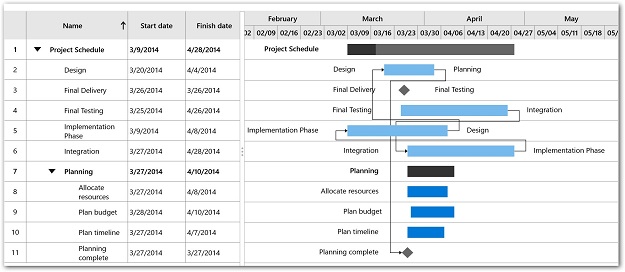 Name Start date Finish date February March April May
02 02/09 02/16 02/23 03/02 03/09 03/16 03/23 03/30 04/06 04/13 04/20 04/27 05/04 05/11 05/18 05/25
1 Project Schedule 3/9/2014 4/28/2014 Project Schedule
2 Design 3/20/2014 4/4/2014 Design Planning
3 Final Delivery 3/26/2014 3/26/2014 Final Delivery Final Testing
4 Final Testing 3/25/2014 4/26/2014 Final Testing Integration
5 Implementation
Phase 3/9/2014 4/8/2014 Implementation Phase Design
6 Integration 3/27/2014 4/28/2014 Integration Implementation Phase
7 Planning 3/27/2014 4/10/2014 Planning
8 Allocate
resources 3/27/2014 4/8/2014 Allocate resources
9 Plan budget 3/28/2014 4/10/2014 Plan budget
10 Plan timeline 3/27/2014 4/7/2014 Plan timeline
11 Planning
complete 3/27/2014 3/27/2014 Planning complete